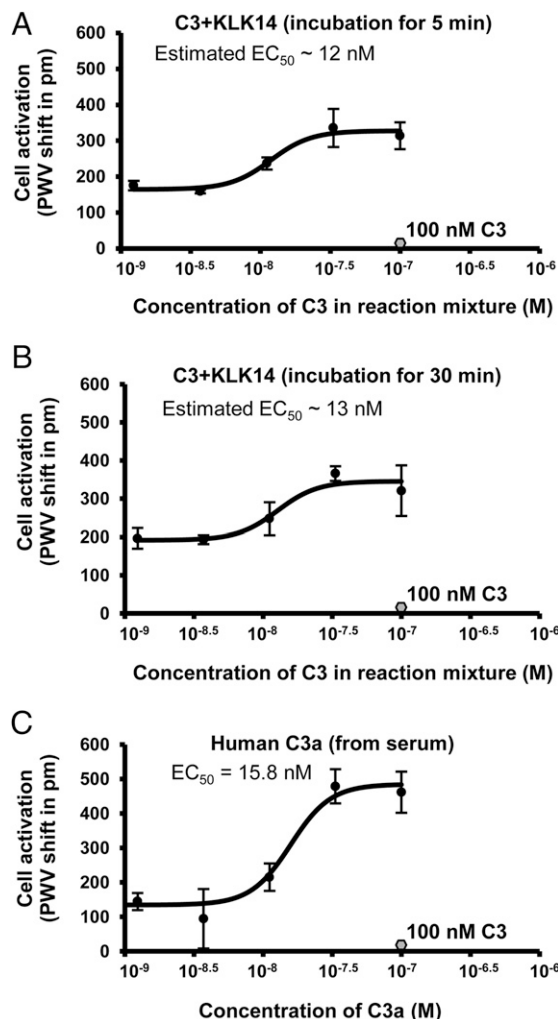 A
C3+KLK14 (incubation for 5 min)
Estimated EC50 ~ 12 nM
600
500
400
300
200
100
0
Cell activation
(PWV shift in pm)
100 nM C3
10-9 10-8.5 10-8 10-7.5 10-7 10-6.5 10-6
Concentration of C3 in reaction mixture (M)
B
C3+KLK14 (incubation for 30 min)
Estimated EC50 ~ 13 nM
600
500
400
300
200
100
0
Cell activation
(PWV shift in pm)
100 nM C3
10-9 10-8.5 10-8 10-7.5 10-7 10-6.5 10-6
Concentration of C3 in reaction mixture (M)
C
Human C3a (from serum)
EC50 = 15.8 nM
600
500
400
300
200
100
0
Cell activation
(PWV shift in pm)
100 nM C3
10-9 10-8.5 10-8 10-7.5 10-7 10-6.5 10-6
Concentration of C3a (M)